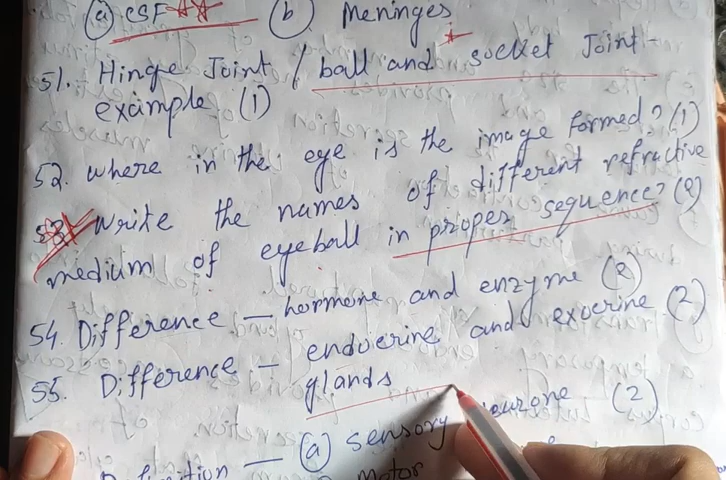 (a) CSF (b) Meninges
51. Hinge Joint / ball and socket Joint -
example (1)
52. where in the eye is the image formed? (1)
53. Write the names of different refractive
medium of eyeball in proper sequence? (2)
54. Difference — hormone and enzyme (2)
55. Difference - endocrine and exocrine (2)
glands
— (a) sensory neurone (2)
motor